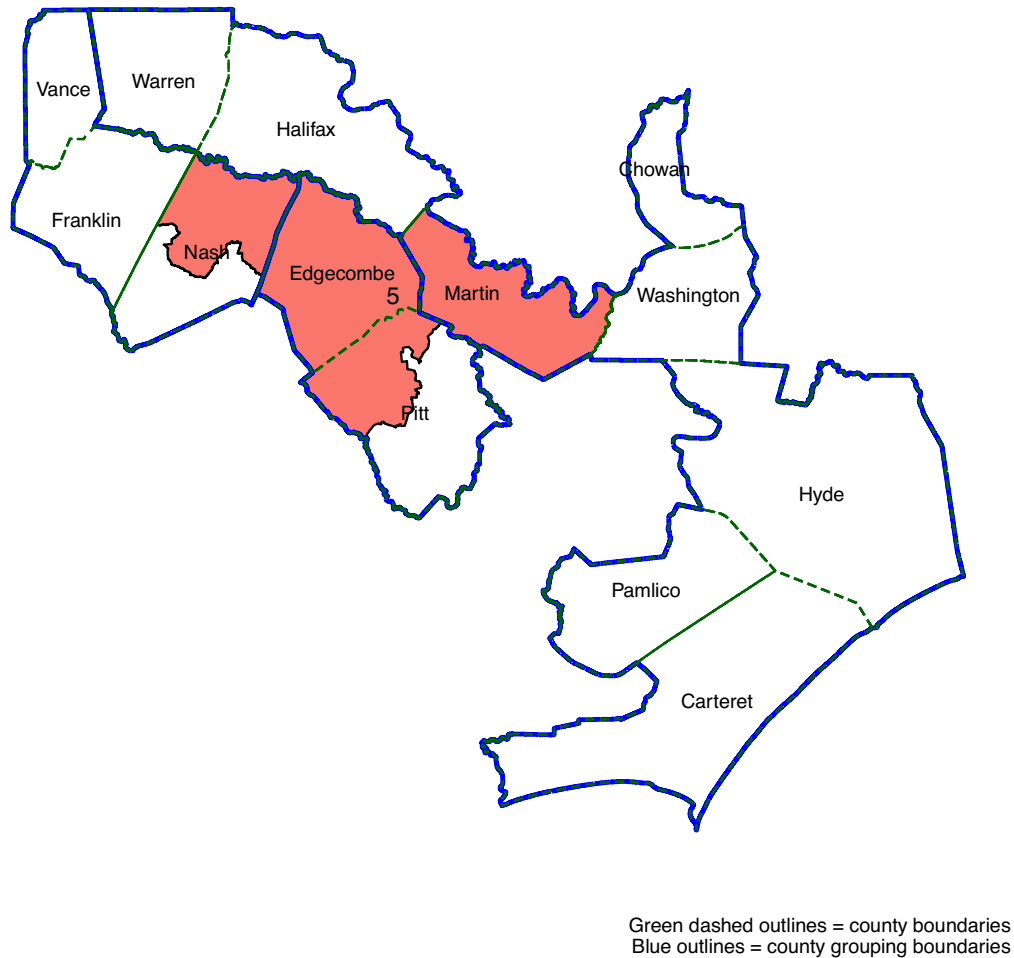 Vance
Warren
Halifax
Chowan
Franklin
Nash
Edgecombe
5
Martin
Washington
Pitt
Hyde
Pamlico
Carteret
Green dashed outlines = county boundaries
Blue outlines = county grouping boundaries